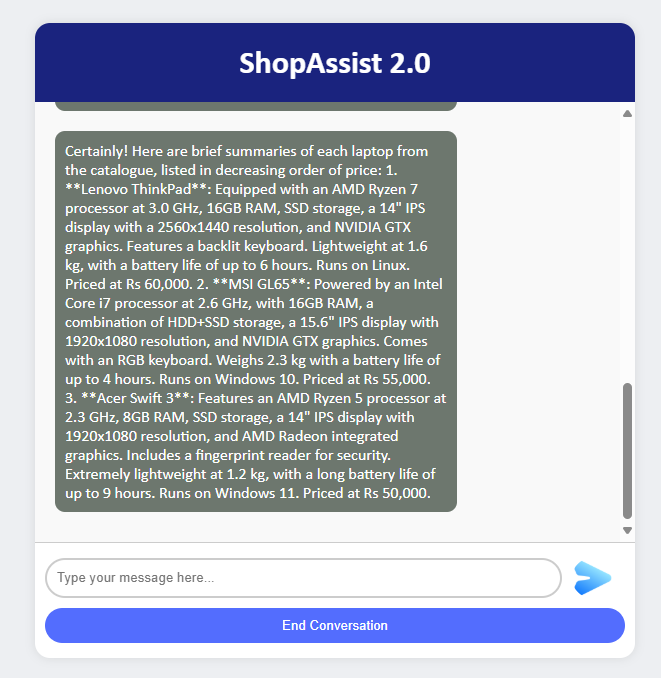 ShopAssist 2.0
Certainly! Here are brief summaries of each laptop from
the catalogue, listed in decreasing order of price: 1.
**Lenovo ThinkPad**: Equipped with an AMD Ryzen 7
processor at 3.0 GHz, 16GB RAM, SSD storage, a 14" IPS
display with a 2560x1440 resolution, and NVIDIA GTX
graphics. Features a backlit keyboard. Lightweight at 1.6
kg, with a battery life of up to 6 hours. Runs on Linux.
Priced at Rs 60,000. 2. **MSI GL65**: Powered by an Intel
Core i7 processor at 2.6 GHz, with 16GB RAM, a
combination of HDD+SSD storage, a 15.6" IPS display with
1920x1080 resolution, and NVIDIA GTX graphics. Comes
with an RGB keyboard. Weighs 2.3 kg with a battery life of
up to 4 hours. Runs on Windows 10. Priced at Rs 55,000.
3. **Acer Swift 3**: Features an AMD Ryzen 5 processor at
2.3 GHz, 8GB RAM, SSD storage, a 14" IPS display with
1920x1080 resolution, and AMD Radeon integrated
graphics. Includes a fingerprint reader for security.
Extremely lightweight at 1.2 kg, with a long battery life of
up to 9 hours. Runs on Windows 11. Priced at Rs 50,000.
Type your message here...
End Conversation